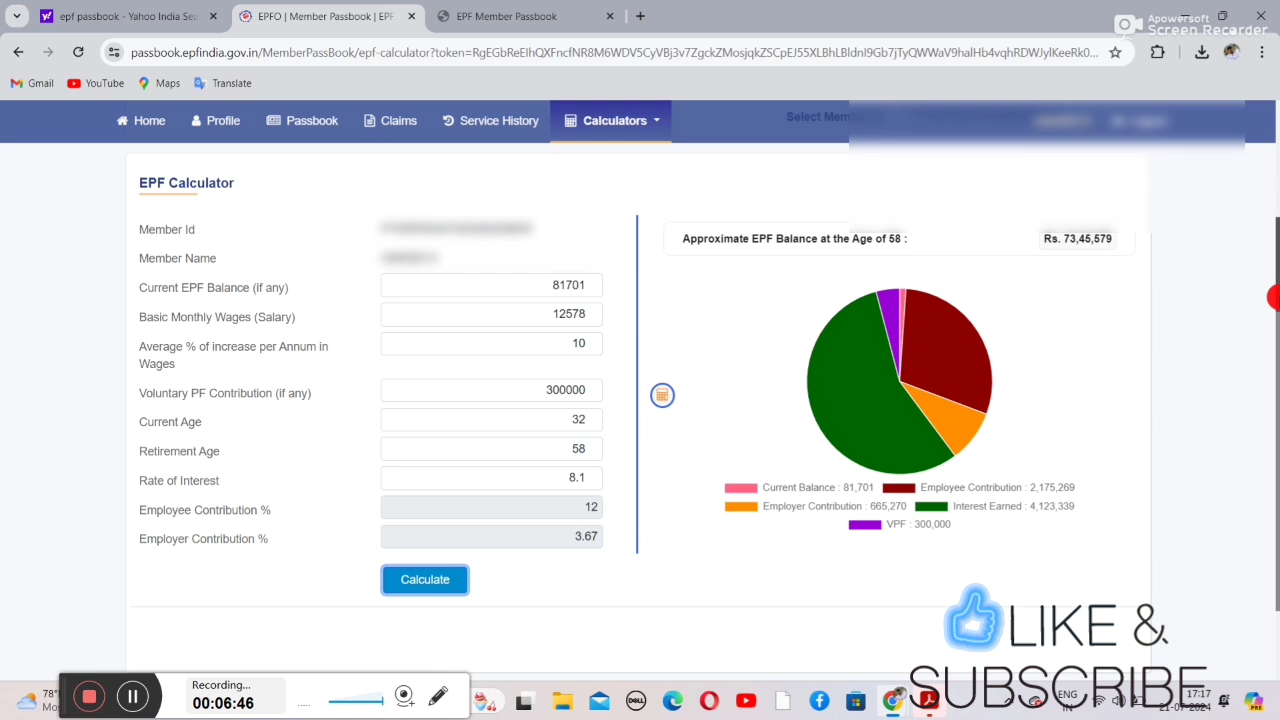 epf passbook - Yahoo India Sea
EPFO | Member Passbook | EPF
EPF Member Passbook
Apowersoft
Screen Recorder
passbook.epfindia.gov.in/MemberPassBook/epf-calculator?token=
Gmail YouTube Maps Translate
Home Profile Passbook Claims Service History Calculators Select Mem
EPF Calculator
Member Id
Approximate EPF Balance at the Age of 58 : Rs. 73,45,579
Member Name
Current EPF Balance (if any) 81701
Basic Monthly Wages (Salary) 12578
Average % of increase per Annum in 10
Wages
Voluntary PF Contribution (if any) 300000
Current Age 32
Retirement Age 58
Rate of Interest 8.1
Employee Contribution % 12
Employer Contribution % 3.67
Calculate
Current Balance : 81,701 Employee Contribution : 2,175,269
Employer Contribution : 665,270 Interest Earned : 4,123,339
VPF : 300,000
LIKE &
SUBSCRIBE
78°
Recording...
00:06:46
DELL
ENG
IN
17:17
21-07-2024
PRE